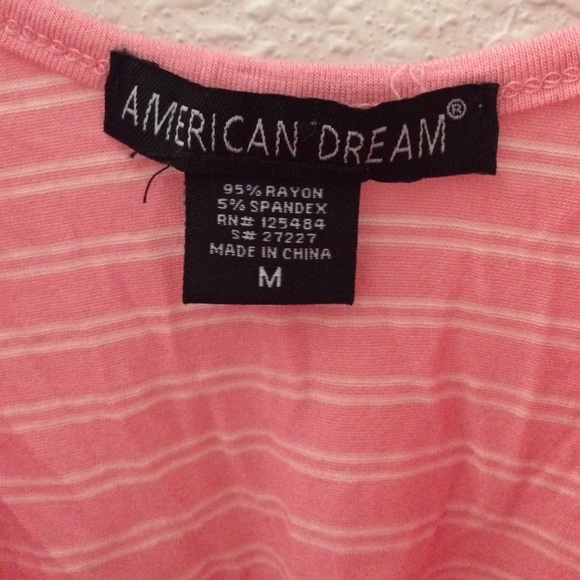 AMERICAN DREAM®
95% RAYON
5% SPANDEX
RN# 125484
S# 27227
MADE IN CHINA
M